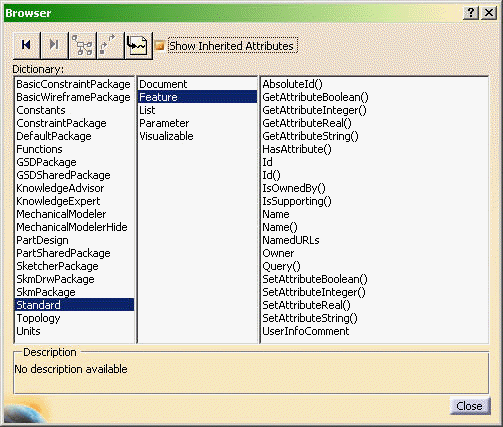 Browser
Show Inherited Attributes
Dictionary:
BasicConstraintPackage
BasicWireframePackage
Constants
ConstraintPackage
DefaultPackage
Functions
GSDPackage
GSDSharedPackage
KnowledgeAdvisor
KnowledgeExpert
MechanicalModeler
MechanicalModelerHide
PartDesign
PartSharedPackage
SketcherPackage
SkmDrwPackage
SkmPackage
Standard
Topology
Units
Document
Feature
List
Parameter
Visualizable
AbsoluteId()
GetAttributeBoolean()
GetAttributeInteger()
GetAttributeReal()
GetAttributeString()
HasAttribute()
Id
Id()
IsOwnedBy()
IsSupporting()
Name
Name()
NamedURLs
Owner
Query()
SetAttributeBoolean()
SetAttributeInteger()
SetAttributeReal()
SetAttributeString()
UserInfoComment
Description
No description available
Close